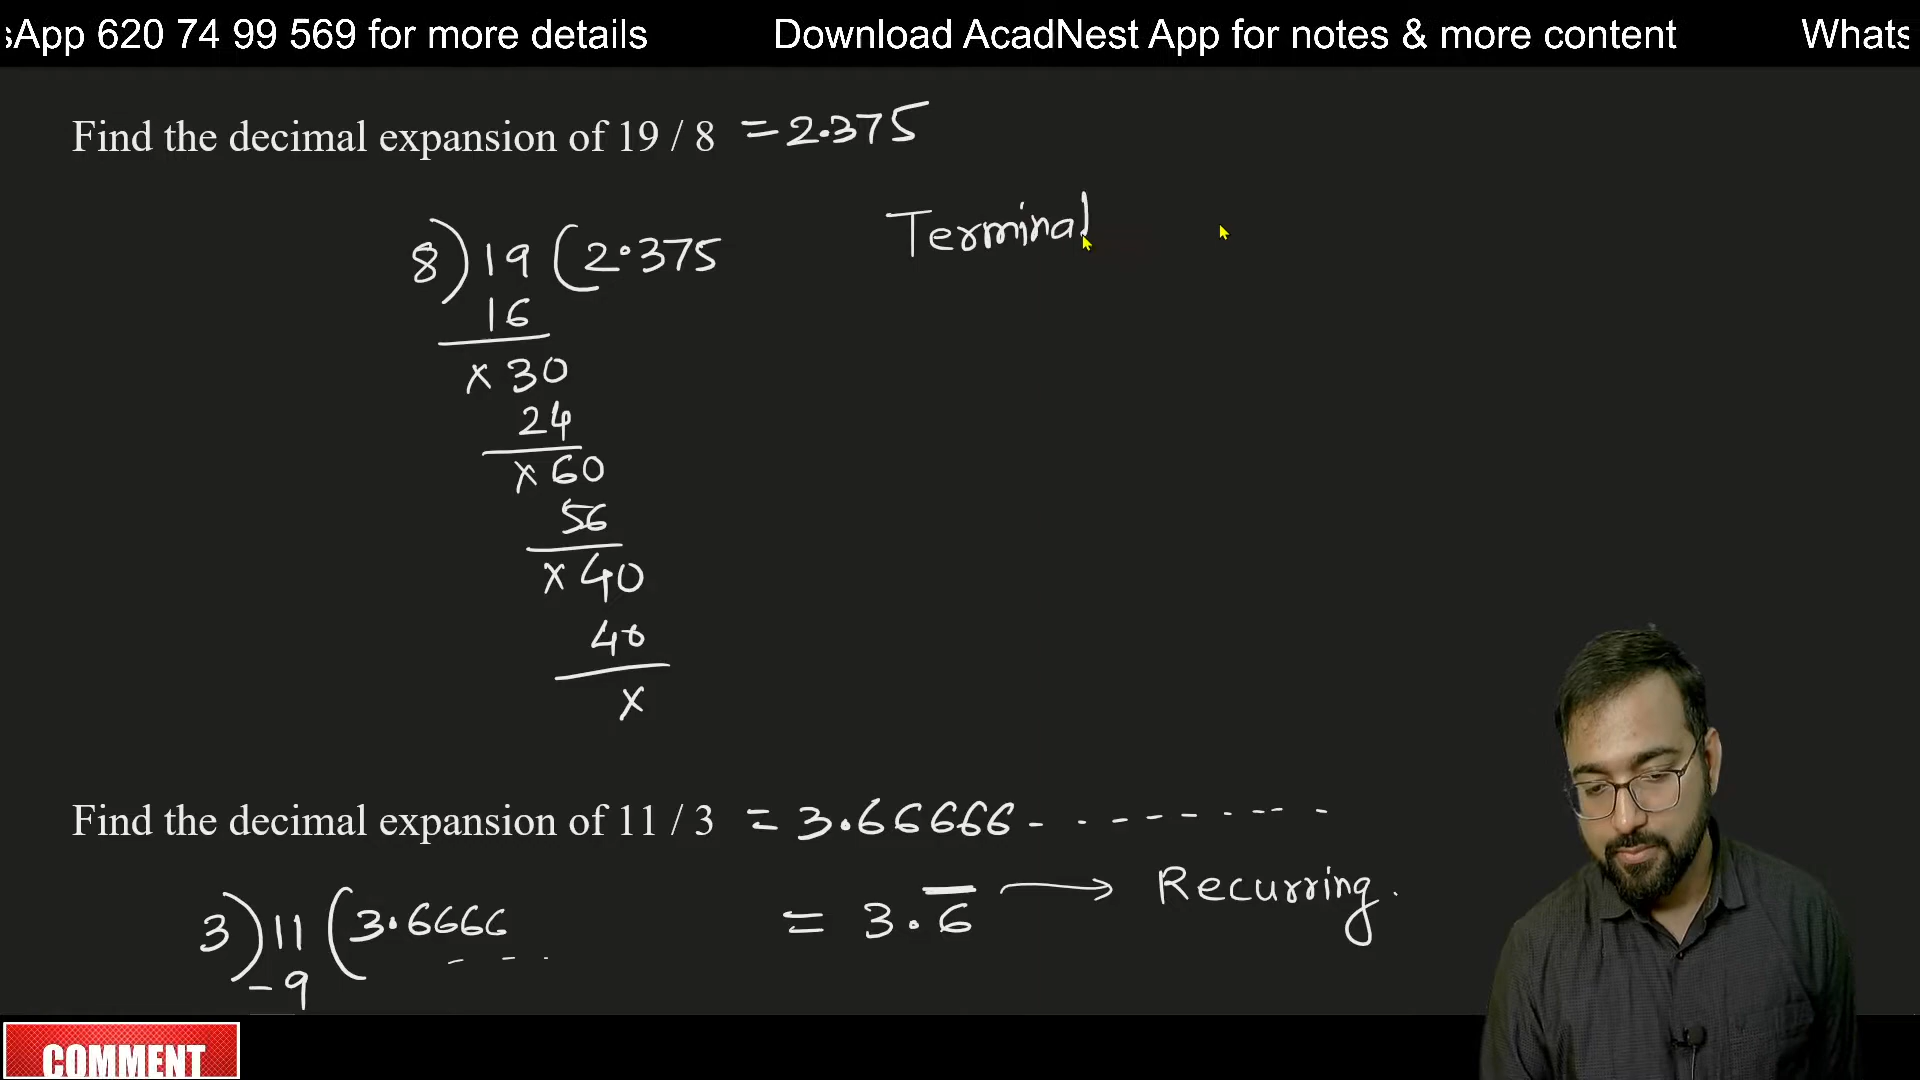 sApp 620 74 99 569 for more details Download AcadNest App for notes & more content Whats
Find the decimal expansion of 19 / 8 = 2.375
Terminal
8) 19 (2.375
16
x 30
24
x 60
56
x 40
40
x
Find the decimal expansion of 11 / 3 = 3.66666- - - - - - - - -
= 3.6̅ → Recurring.
3) 11 (3.6666
- - -
-9
COMMENT